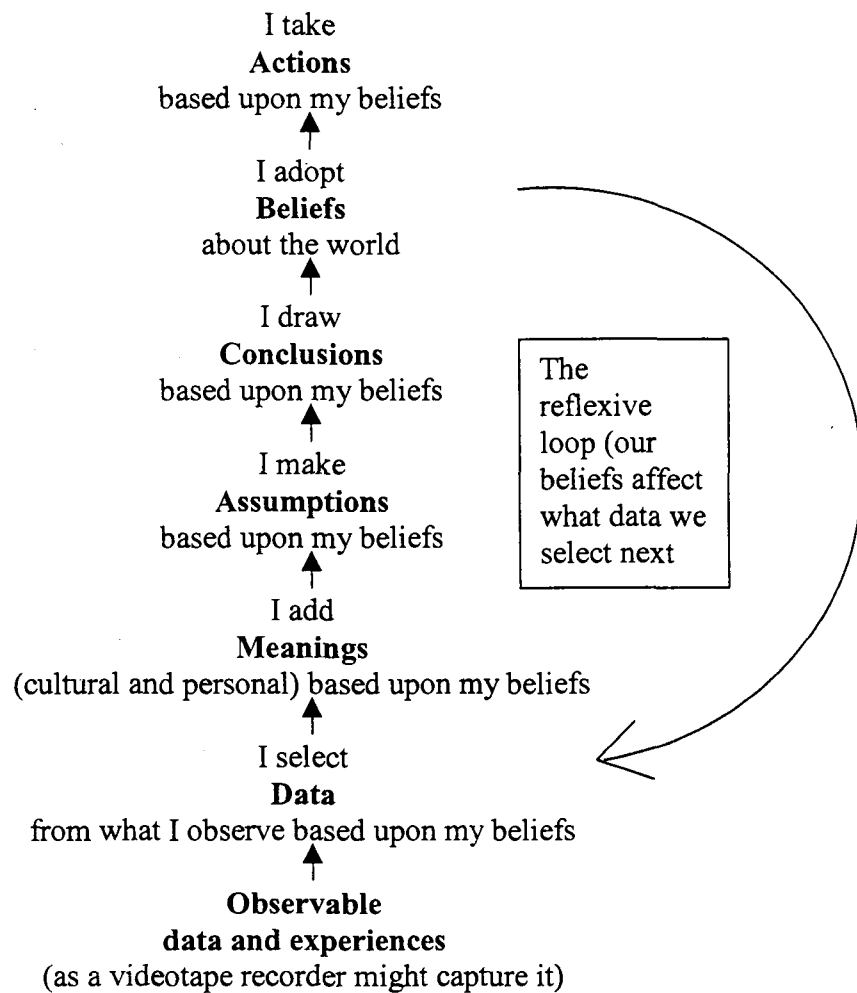 I take
Actions
based upon my beliefs
I adopt
Beliefs
about the world
I draw
Conclusions
based upon my beliefs
I make
Assumptions
based upon my beliefs
I add
Meanings
(cultural and personal) based upon my beliefs
I select
Data
from what I observe based upon my beliefs
Observable
data and experiences
(as a videotape recorder might capture it)
The
reflexive
loop (our
beliefs affect
what data we
select next